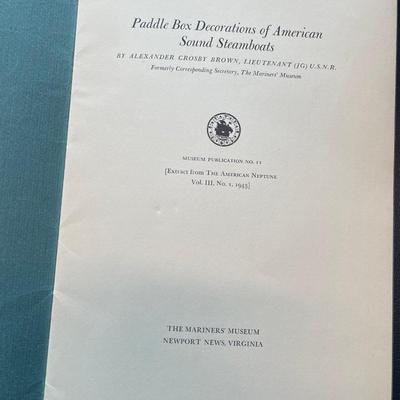 Paddle Box Decorations of American
Sound Steamboats
BY ALEXANDER CROSBY BROWN, LIEUTENANT (JG) U.S.N.R.
Formerly Corresponding Secretary, The Mariners' Museum
MUSEUM PUBLICATION NO. 11
[Extract from THE AMERICAN NEPTUNE
Vol. III, No. 1, 1943]
THE MARINERS' MUSEUM
NEWPORT NEWS, VIRGINIA